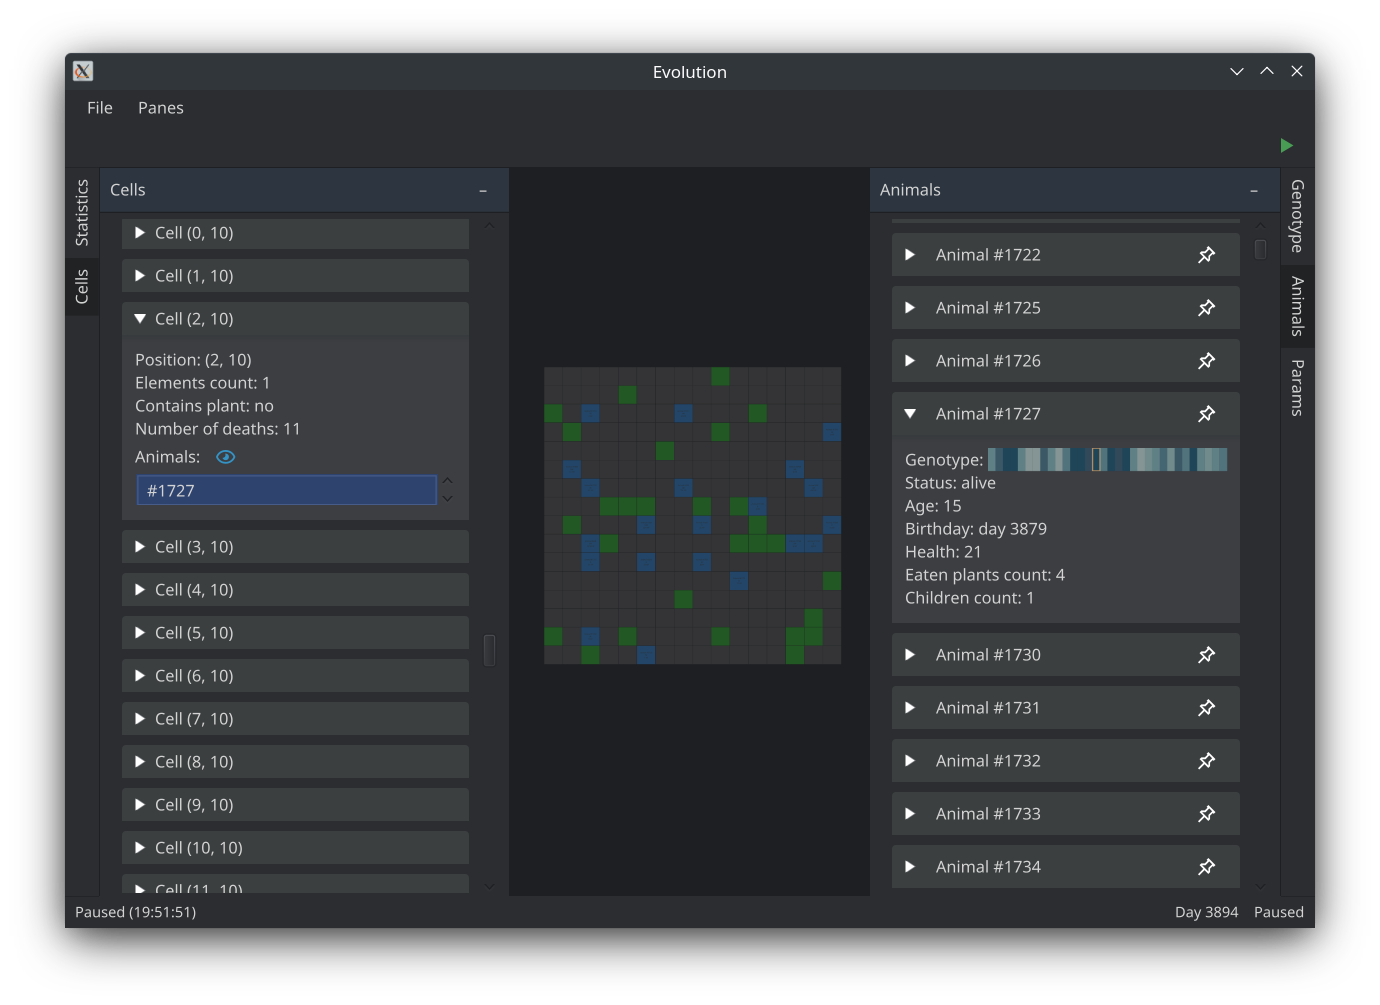 Evolution
File Panes
Statistics
Cells
Cells –
Cell (0, 10)
Cell (1, 10)
Cell (2, 10)
Position: (2, 10)
Elements count: 1
Contains plant: no
Number of deaths: 11
Animals:
#1727
Cell (3, 10)
Cell (4, 10)
Cell (5, 10)
Cell (6, 10)
Cell (7, 10)
Cell (8, 10)
Cell (9, 10)
Cell (10, 10)
Cell (11, 10)
Animals –
Animal #1722
Animal #1725
Animal #1726
Animal #1727
Genotype:
Status: alive
Age: 15
Birthday: day 3879
Health: 21
Eaten plants count: 4
Children count: 1
Animal #1730
Animal #1731
Animal #1732
Animal #1733
Animal #1734
Genotype
Animals
Params
Paused (19:51:51)
Day 3894 Paused